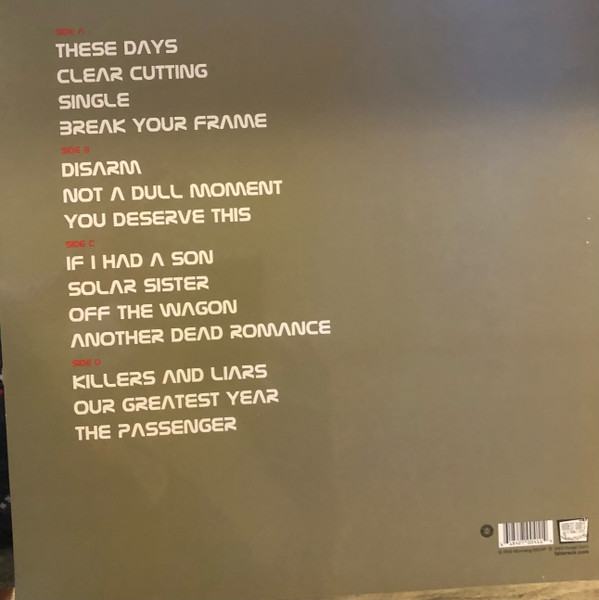 SIDE A
THESE DAYS
CLEAR CUTTING
SINGLE
BREAK YOUR FRAME
SIDE B
DISARM
NOT A DULL MOMENT
YOU DESERVE THIS
SIDE C
IF I HAD A SON
SOLAR SISTER
OFF THE WAGON
ANOTHER DEAD ROMANCE
SIDE D
KILLERS AND LIARS
OUR GREATEST YEAR
THE PASSENGER